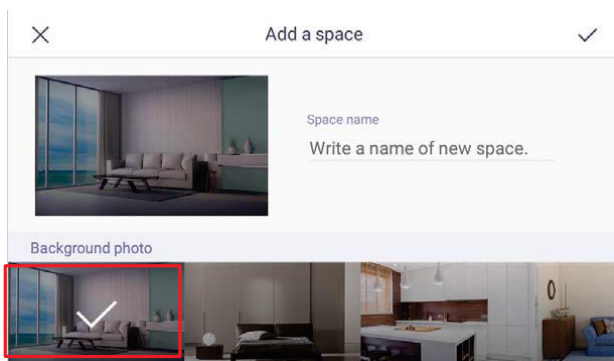 Add a space
Space name
Write a name of new space.
Background photo